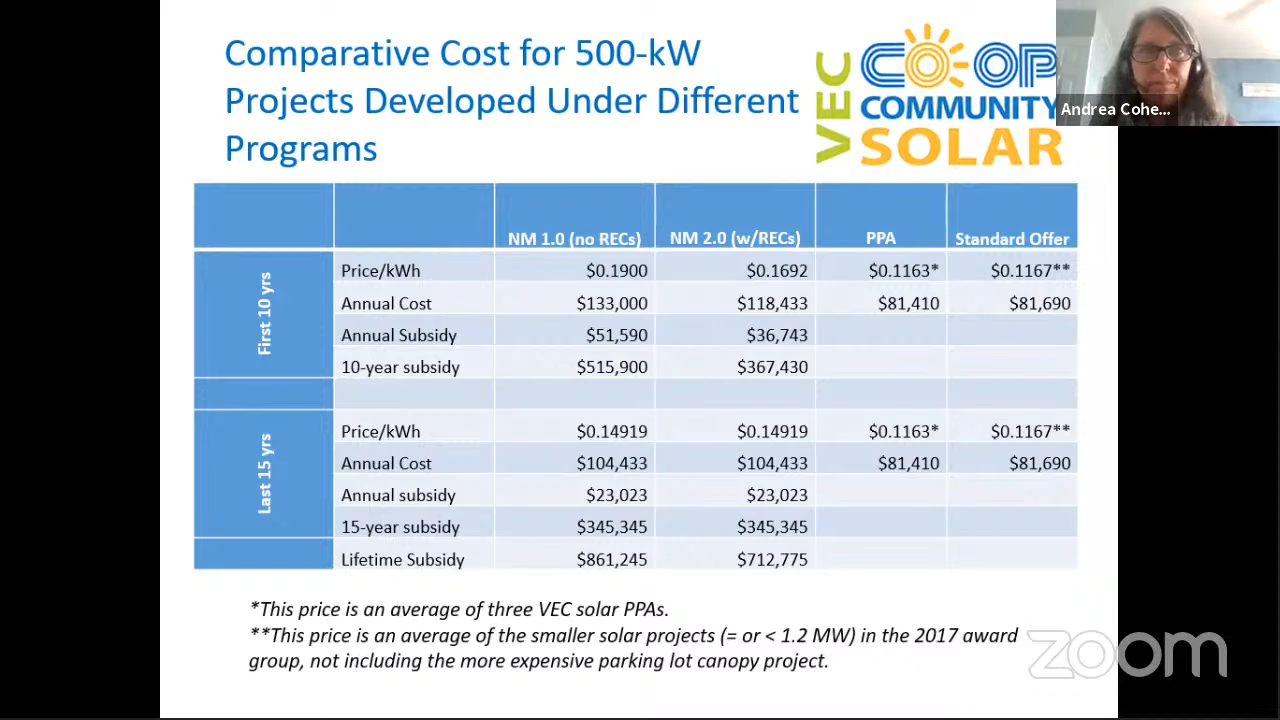 Comparative Cost for 500-kW
Projects Developed Under Different
Programs
VEC
CO-OP
COMMUNITY
SOLAR
Andrea Cohe...
NM 1.0 (no RECs) NM 2.0 (w/RECs) PPA Standard Offer
First 10 yrs
Price/kWh $0.1900 $0.1692 $0.1163* $0.1167**
Annual Cost $133,000 $118,433 $81,410 $81,690
Annual Subsidy $51,590 $36,743
10-year subsidy $515,900 $367,430
Last 15 yrs
Price/kWh $0.14919 $0.14919 $0.1163* $0.1167**
Annual Cost $104,433 $104,433 $81,410 $81,690
Annual subsidy $23,023 $23,023
15-year subsidy $345,345 $345,345
Lifetime Subsidy $861,245 $712,775
*This price is an average of three VEC solar PPAs.
**This price is an average of the smaller solar projects (= or < 1.2 MW) in the 2017 award
group, not including the more expensive parking lot canopy project.
zoom